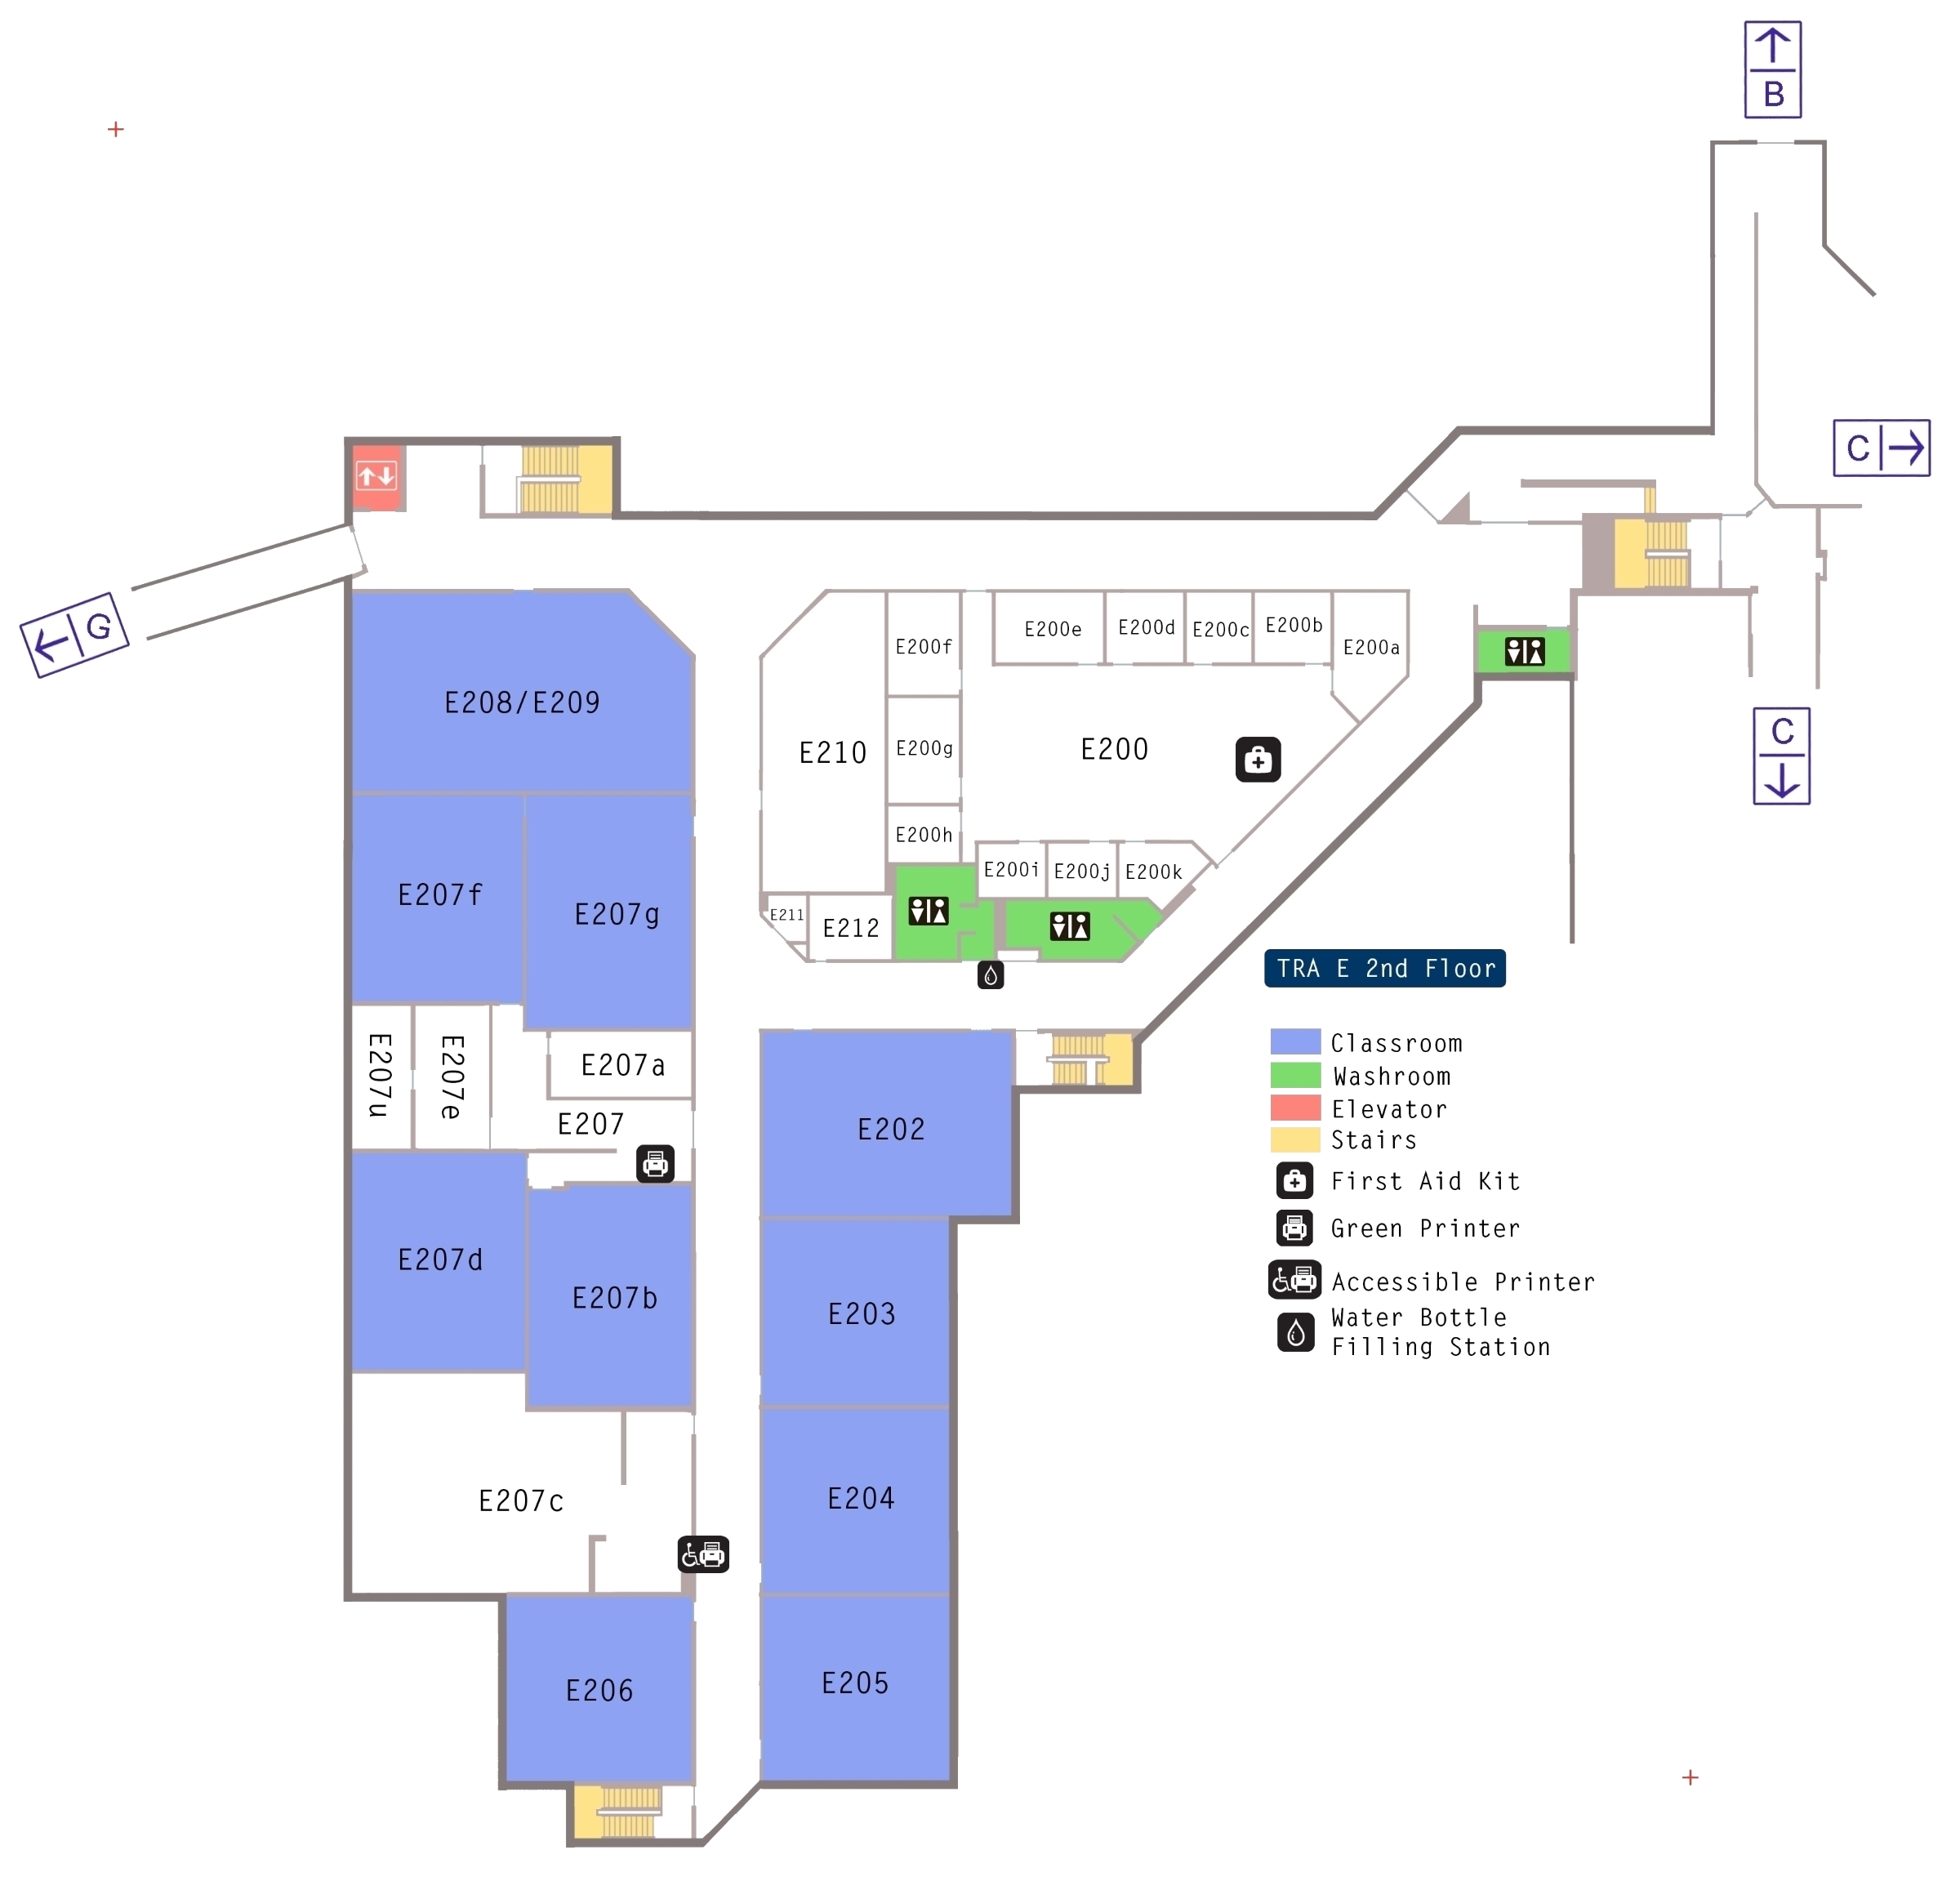 B
C
G
E208/E209
E210
E200f
E200e
E200d
E200c
E200b
E200a
E200g
E200
E200h
E200i
E200j
E200k
E211
E212
C
E207f
E207g
E207u
E207e
E207a
E207
E202
E207d
E207b
E203
E207c
E204
E206
E205
TRA E 2nd Floor
Classroom
Washroom
Elevator
Stairs
First Aid Kit
Green Printer
Accessible Printer
Water Bottle
Filling Station